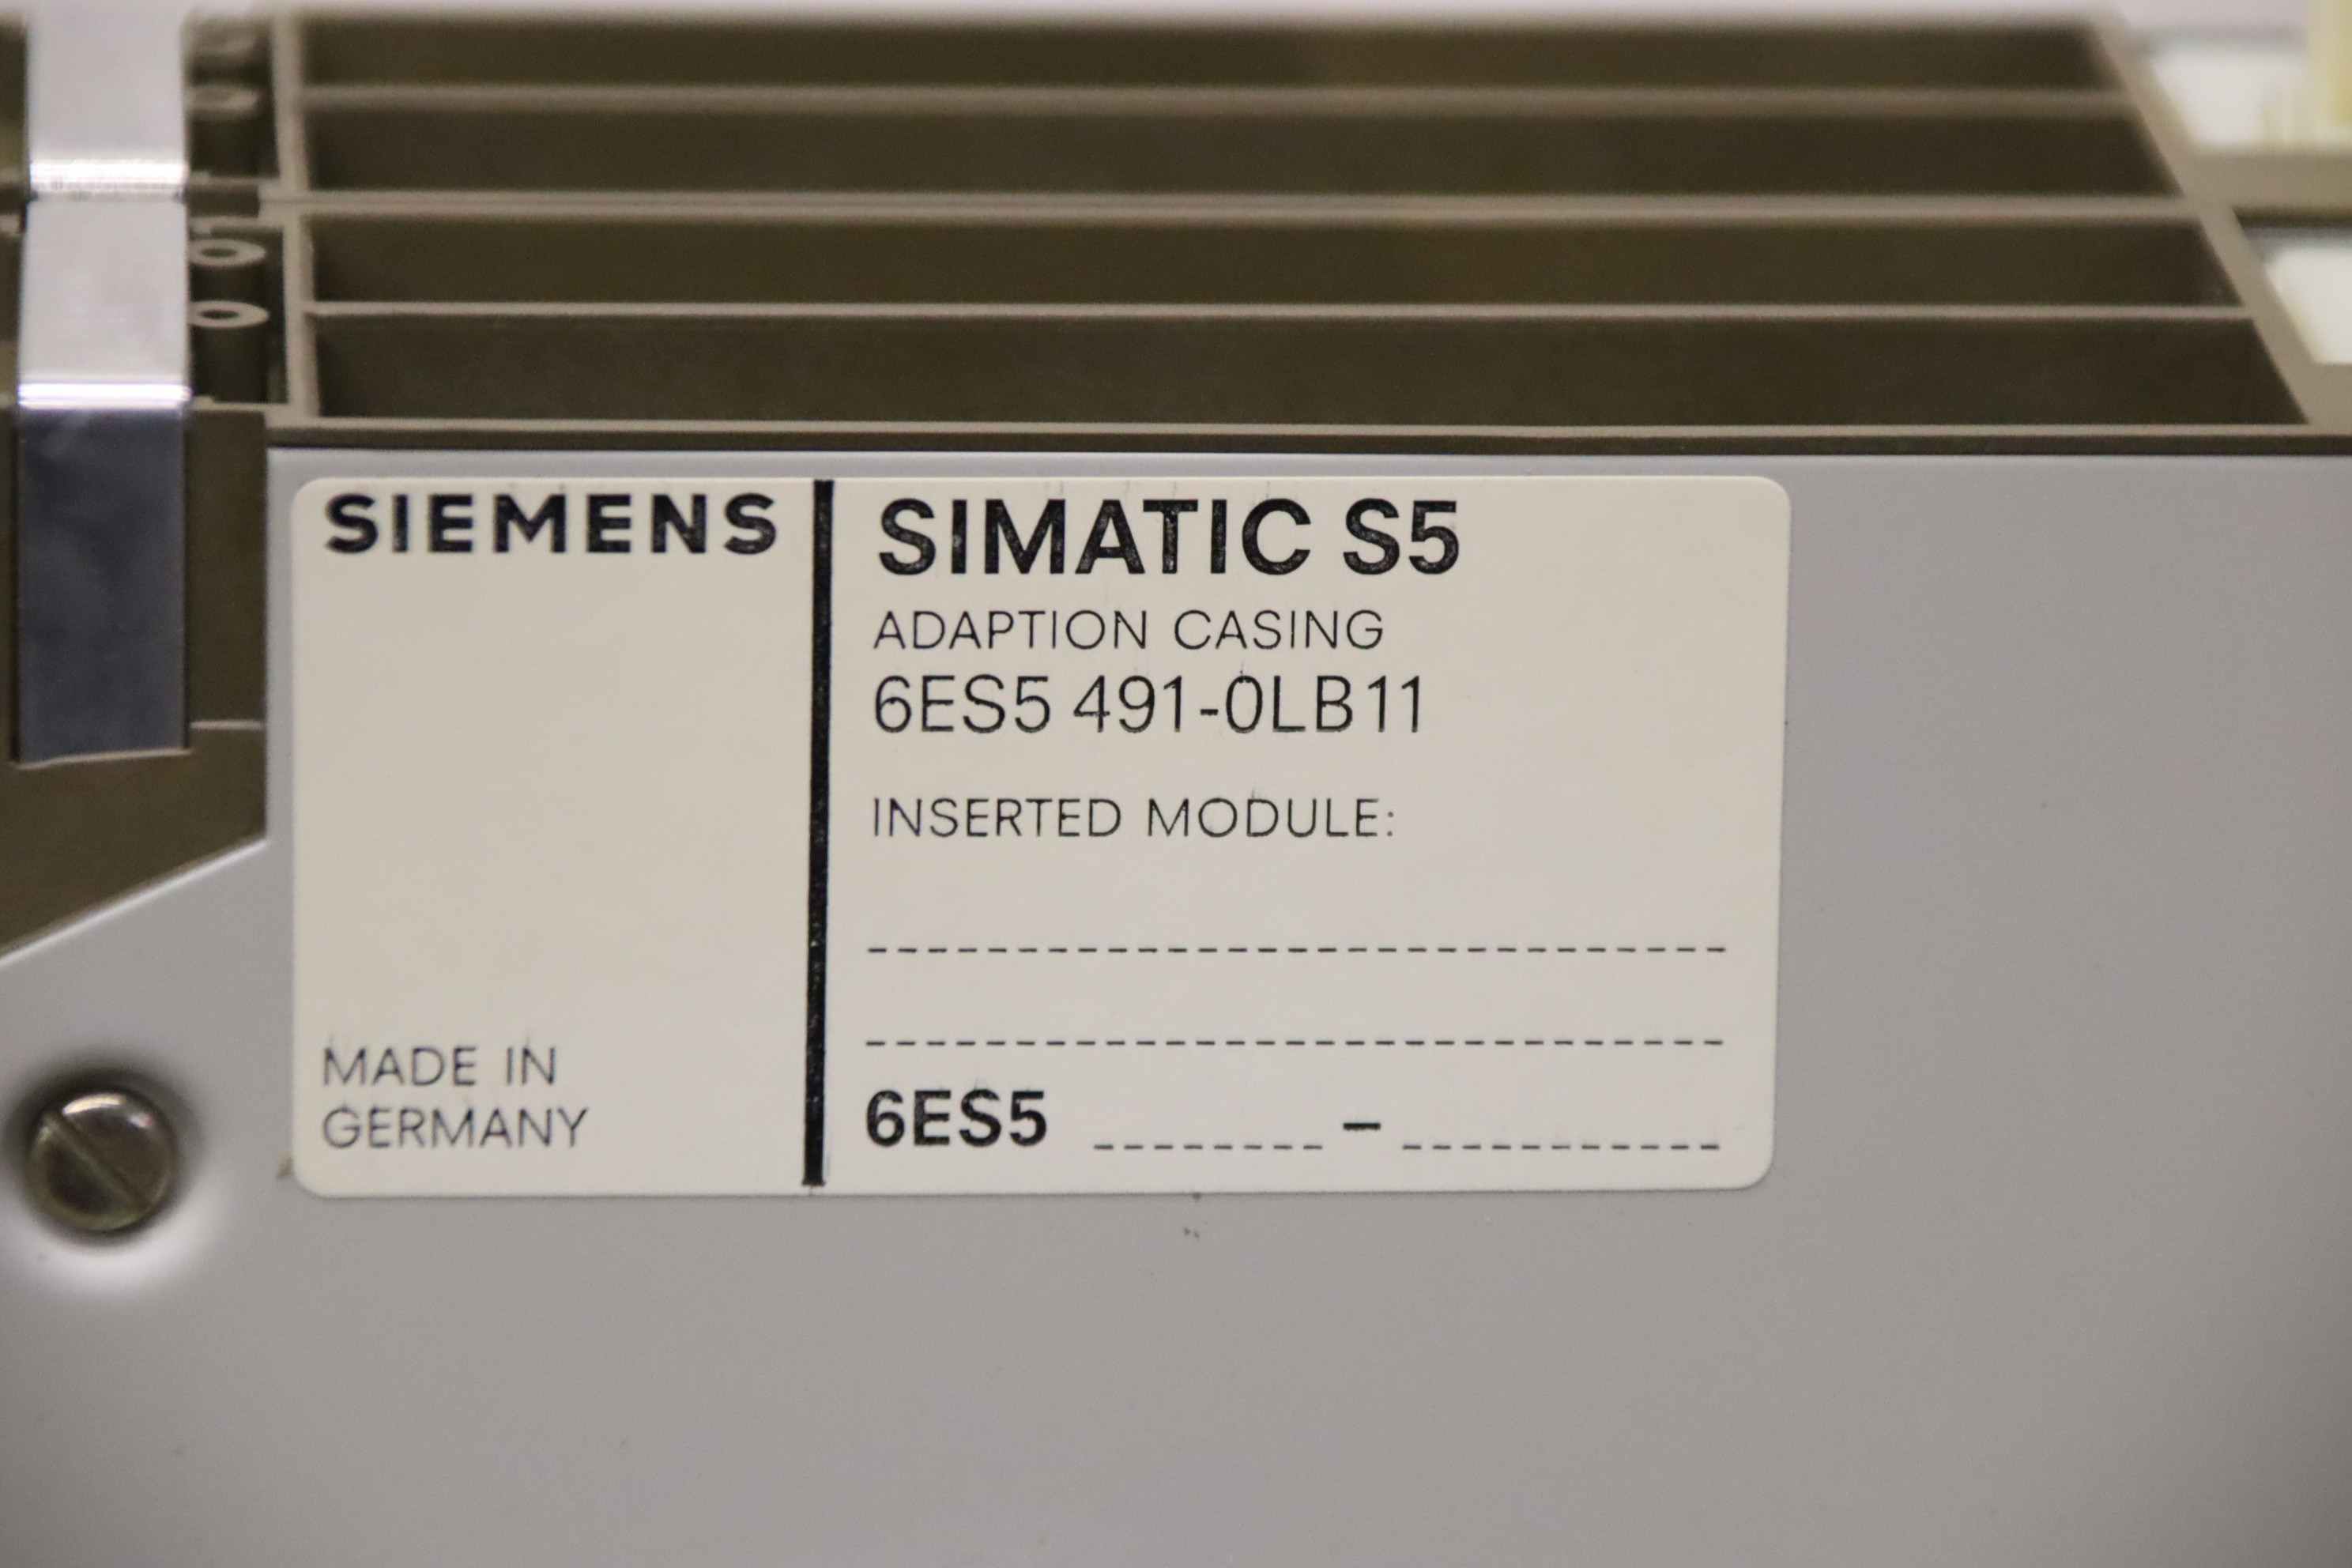 SIEMENS
MADE IN
GERMANY
SIMATIC S5
ADAPTION CASING
6ES5 491-0LB11
INSERTED MODULE:
6ES5 –